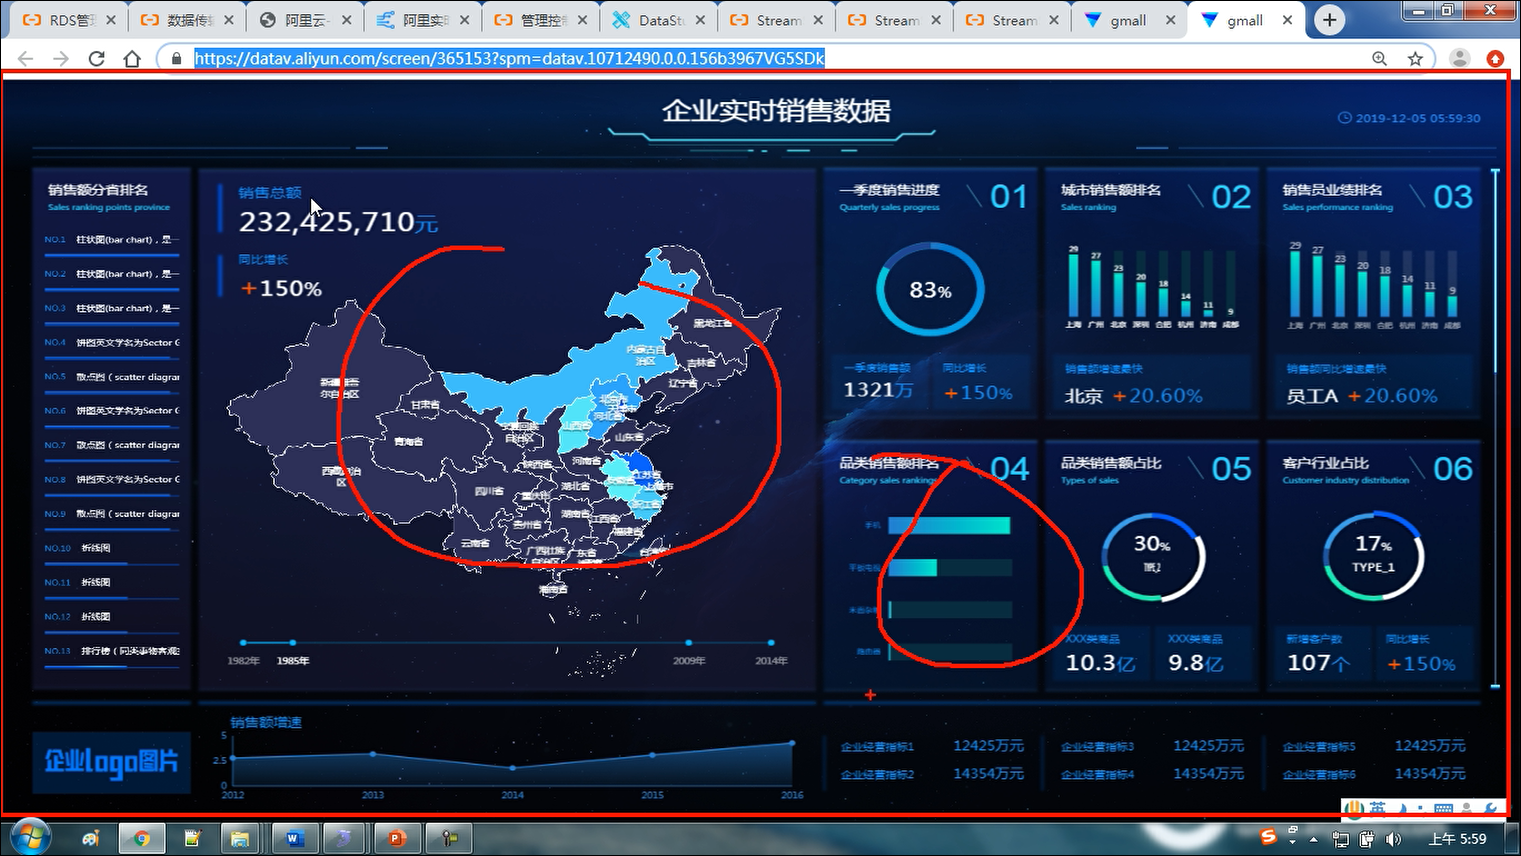 RDS管
数据传
阿里云-
阿里实
管理控
DataSt
Stream
Stream
Stream
gmall
gmall
https://datav.aliyun.com/screen/365153?spm=datav.10712490.0.0.156b3967VG5SDk
企业实时销售数据
2019-12-05 05:59:30
销售额分省排名
Sales ranking points province
NO.1 柱状图(bar chart)，是一
NO.2 柱状图(bar chart)，是一
NO.3 柱状图(bar chart)，是一
NO.4 饼图英文学名为Sector G
NO.5 散点图（scatter diagrar
NO.6 饼图英文学名为Sector G
NO.7 散点图（scatter diagrar
NO.8 饼图英文学名为Sector G
NO.9 散点图（scatter diagrar
NO.10 折线图
NO.11 折线图
NO.12 折线图
NO.13 排行榜（同类事物客观
销售总额
232,425,710元
同比增长
+150%
黑龙江省
内蒙古自治区
吉林省
辽宁省
新疆维吾尔自治区
甘肃省
北京市
天津市
河北省
山西省
宁夏回族自治区
青海省
山东省
陕西省
河南省
江苏省
安徽省
上海市
西藏自治区
四川省
重庆市
湖北省
浙江省
贵州省
湖南省
江西省
福建省
云南省
广西壮族自治区
广东省
台湾省
海南省
1982年
1985年
2009年
2014年
一季度销售进度
01
Quarterly sales progress
83%
一季度销售额
1321万
同比增长
+150%
城市销售额排名
02
Sales ranking
29 27 23 20 18 14 11 9
上海 广州 北京 深圳 合肥 杭州 济南 成都
销售额增速最快
北京 +20.60%
销售员业绩排名
03
Sales performance ranking
29 27 23 20 18 14 11 9
上海 广州 北京 深圳 合肥 杭州 济南 成都
销售额同比增速最快
员工A +20.60%
品类销售额排名
04
Category sales rankings
手机
平板电视
路由器
品类销售额占比
05
Types of sales
30%
XXX类商品
10.3亿
XXX类商品
9.8亿
客户行业占比
06
Customer industry distribution
17%
TYPE_1
新增客户数
107个
同比增长
+150%
企业logo图片
销售额增速
5
2.5
0
2012 2013 2014 2015 2016
企业经营指标1 12425万元
企业经营指标2 14354万元
企业经营指标3 12425万元
企业经营指标4 14354万元
企业经营指标5 12425万元
企业经营指标6 14354万元
英
上午 5:59